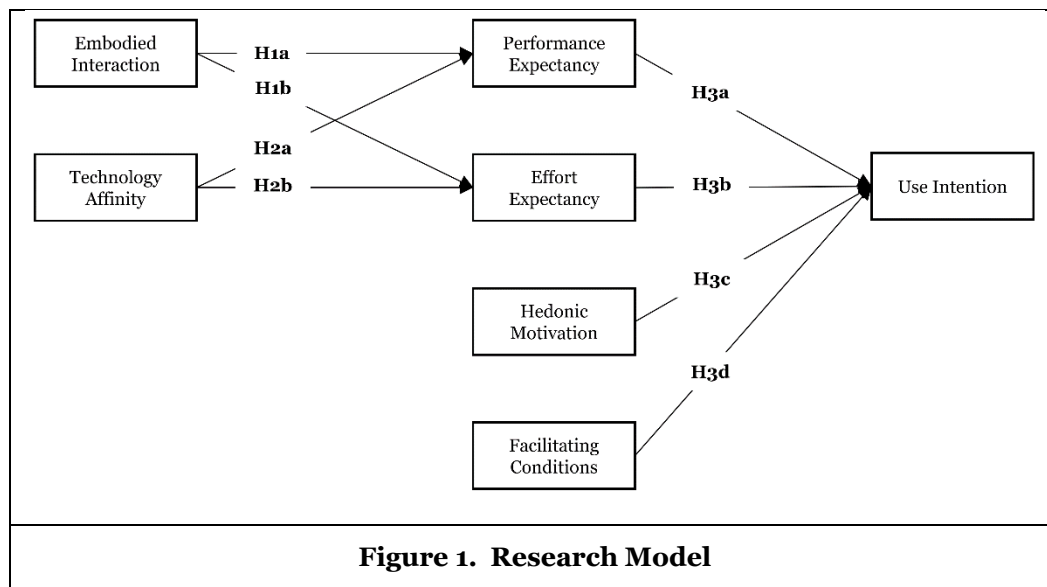 Embodied
Interaction
H1a
Performance
Expectancy
H1b
H3a
H2a
Technology
Affinity
H2b
Effort
Expectancy
H3b
Use Intention
Hedonic
Motivation
H3c
H3d
Facilitating
Conditions
Figure 1. Research Model